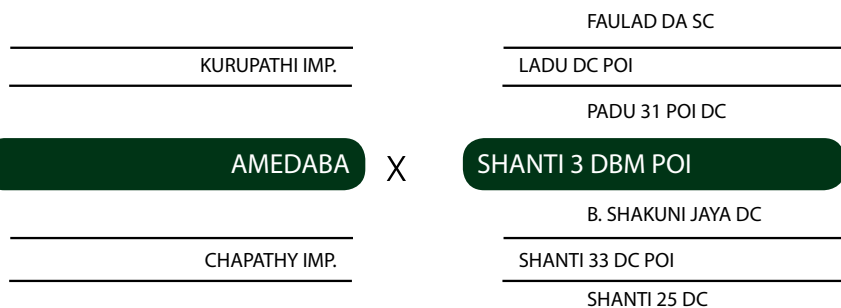 FAULAD DA SC
KURUPATHI IMP. LADU DC POI
PADU 31 POI DC
AMEDABA X SHANTI 3 DBM POI
B. SHAKUNI JAYA DC
CHAPATHY IMP. SHANTI 33 DC POI
SHANTI 25 DC